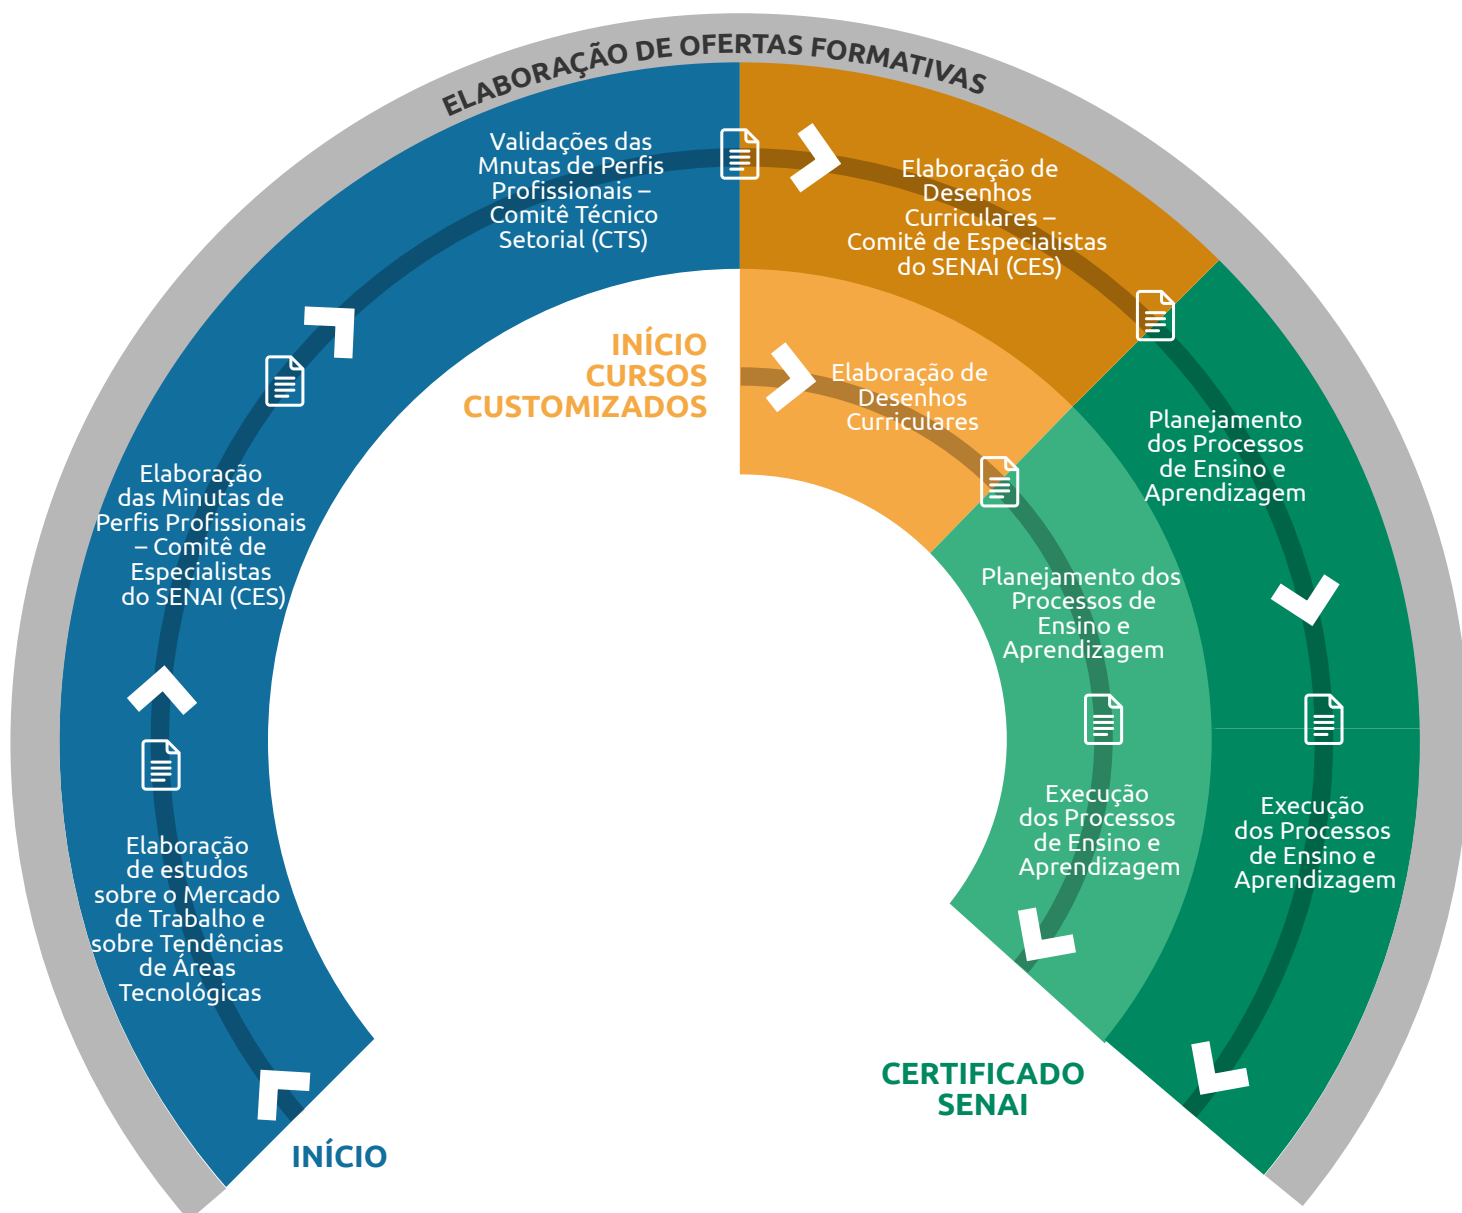 ELABORAÇÃO DE OFERTAS FORMATIVAS
Validações das
Mnutas de Perfis
Profissionais –
Comitê Técnico
Setorial (CTS)
Elaboração de
Desenhos
Curriculares –
Comitê de Especialistas
do SENAI (CES)
INÍCIO
CURSOS
CUSTOMIZADOS
Elaboração de
Desenhos
Curriculares
Planejamento
dos Processos
de Ensino e
Aprendizagem
Elaboração
das Minutas de
Perfis Profissionais
– Comitê de
Especialistas
do SENAI (CES)
Planejamento dos
Processos de
Ensino e
Aprendizagem
Execução
dos Processos
de Ensino e
Aprendizagem
Execução
dos Processos
de Ensino e
Aprendizagem
Elaboração
de estudos
sobre o Mercado
de Trabalho e
sobre Tendências
de Áreas
Tecnológicas
CERTIFICADO
SENAI
INÍCIO